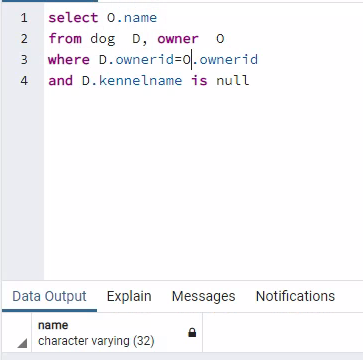 1 select O.name
2 from dog D, owner O
3 where D.ownerid=O.ownerid
4 and D.kennelname is null
Data Output Explain Messages Notifications
name
character varying (32)